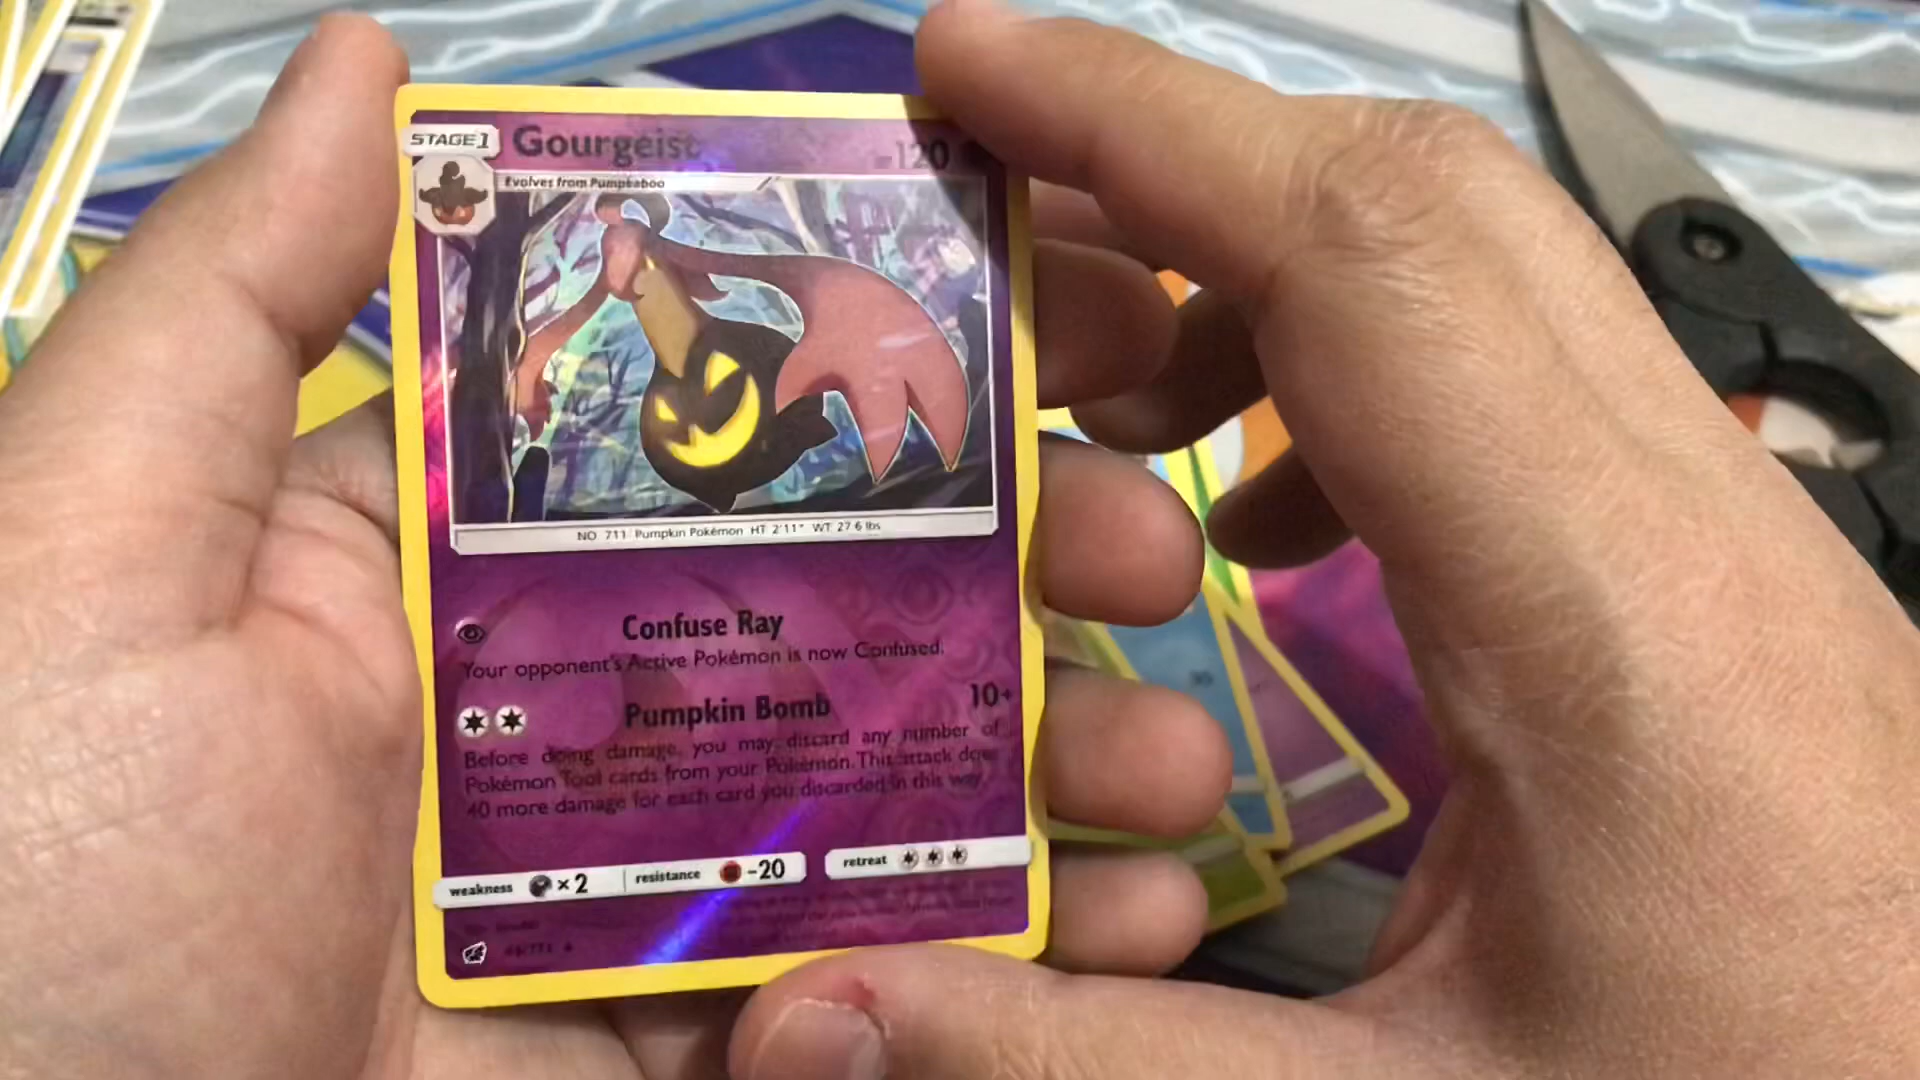 STAGE 1 Gourgeist 120
Evolves from Pumpkaboo
NO. 711 Pumpkin Pokémon HT: 2'11" WT: 27.6 lbs
Confuse Ray
Your opponent's Active Pokémon is now Confused.
Pumpkin Bomb 10+
Before doing damage, you may discard any number of
Pokémon Tool cards from your Pokémon. This attack does
40 more damage for each card you discarded in this way.
weakness ×2 resistance -20 retreat
30